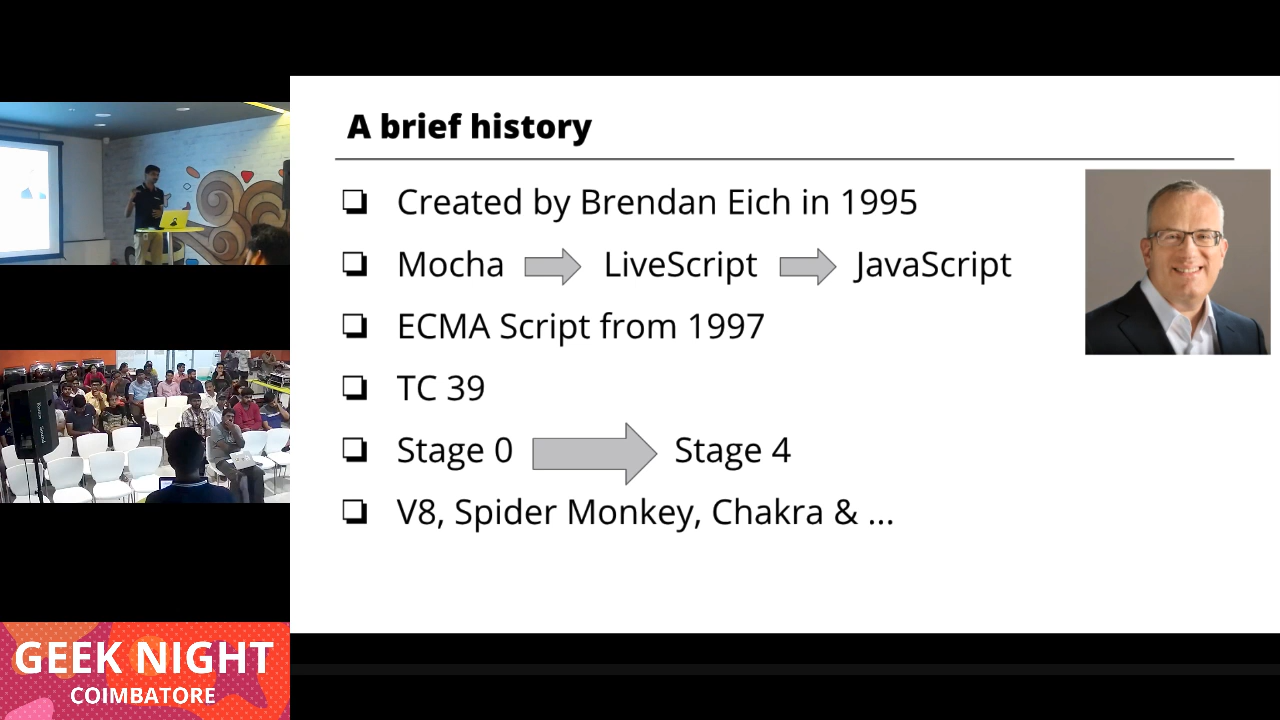 A brief history
Created by Brendan Eich in 1995
Mocha LiveScript JavaScript
ECMA Script from 1997
TC 39
Stage 0 Stage 4
V8, Spider Monkey, Chakra & ...
GEEK NIGHT
COIMBATORE